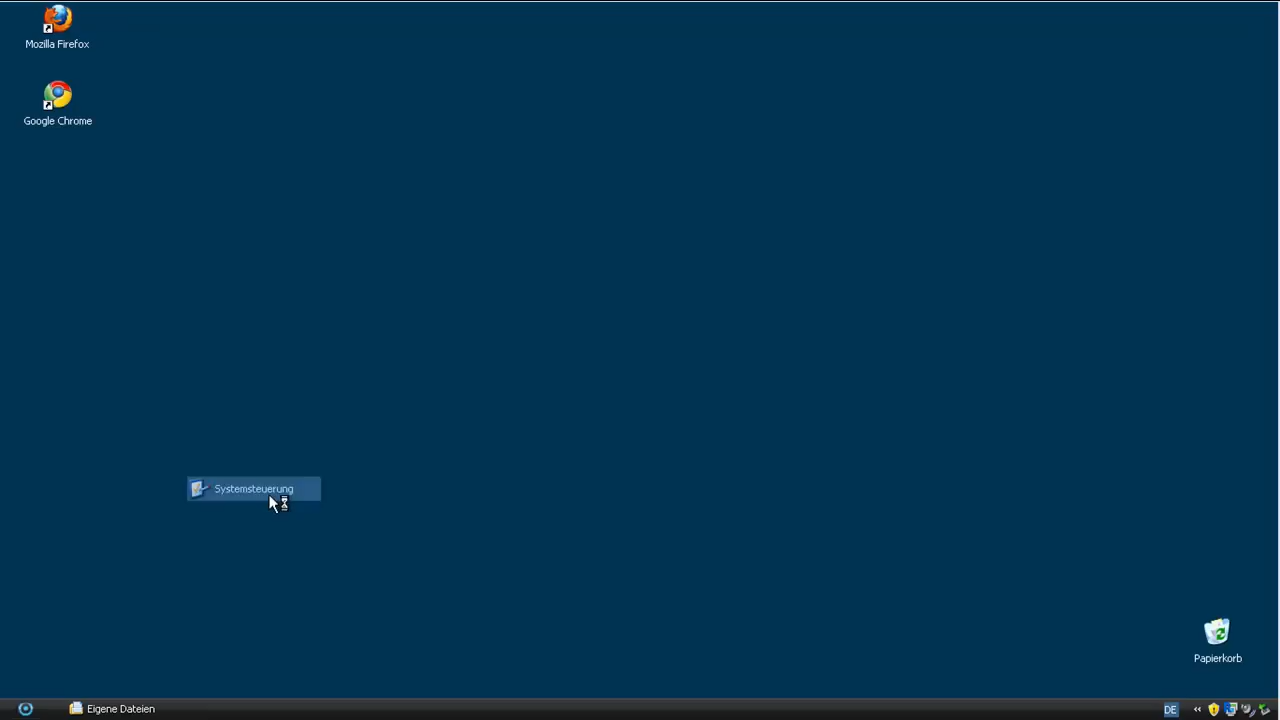 Mozilla Firefox
Google Chrome
Systemsteuerung
Papierkorb
Eigene Dateien
DE